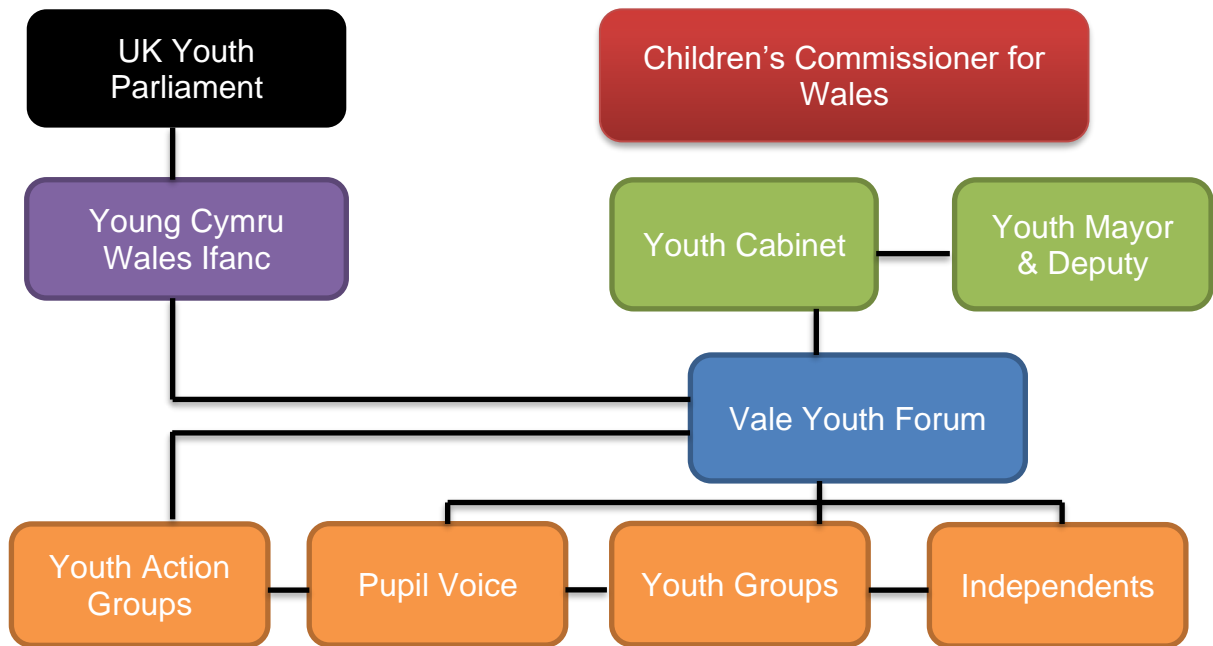 UK Youth
Parliament
Children’s Commissioner for
Wales
Young Cymru
Wales Ifanc
Youth Cabinet
Youth Mayor
& Deputy
Vale Youth Forum
Youth Action
Groups
Pupil Voice
Youth Groups
Independents